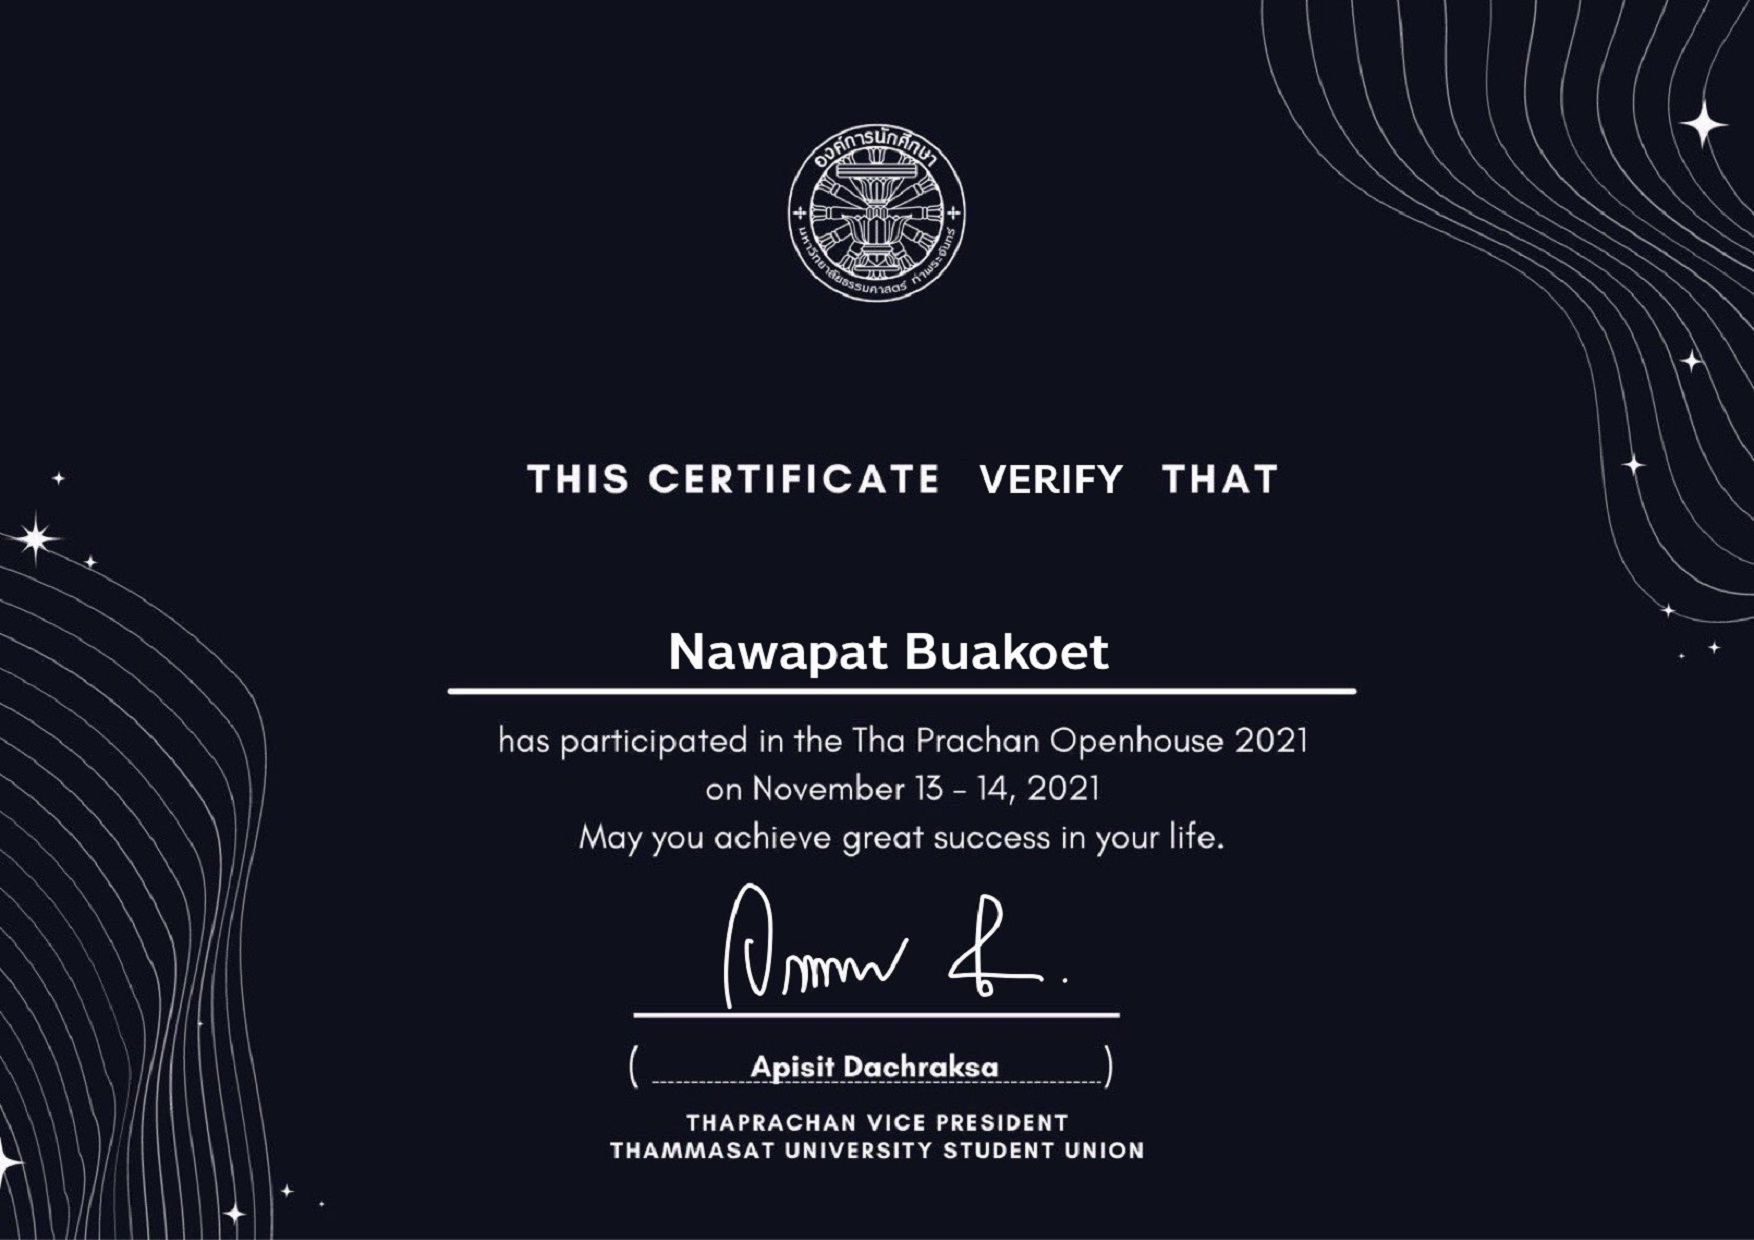 องค์การนักศึกษา
มหาวิทยาลัยธรรมศาสตร์ ท่าพระจันทร์
THIS CERTIFICATE VERIFY THAT
Nawapat Buakoet
has participated in the Tha Prachan Openhouse 2021
on November 13 - 14, 2021
May you achieve great success in your life.
( Apisit Dachraksa )
THAPRACHAN VICE PRESIDENT
THAMMASAT UNIVERSITY STUDENT UNION